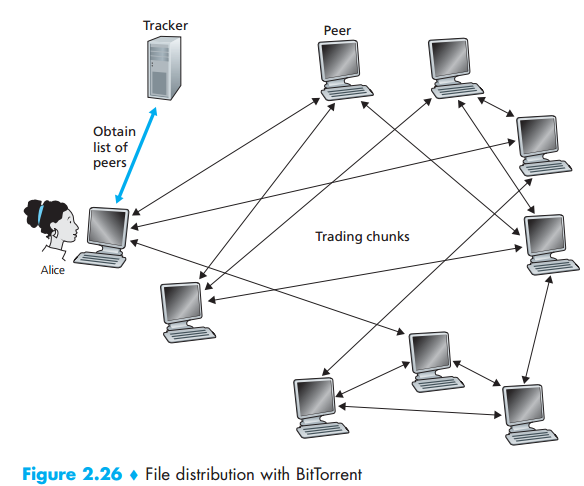 Tracker
Peer
Obtain
list of
peers
Trading chunks
Alice
Figure 2.26 ♦ File distribution with BitTorrent